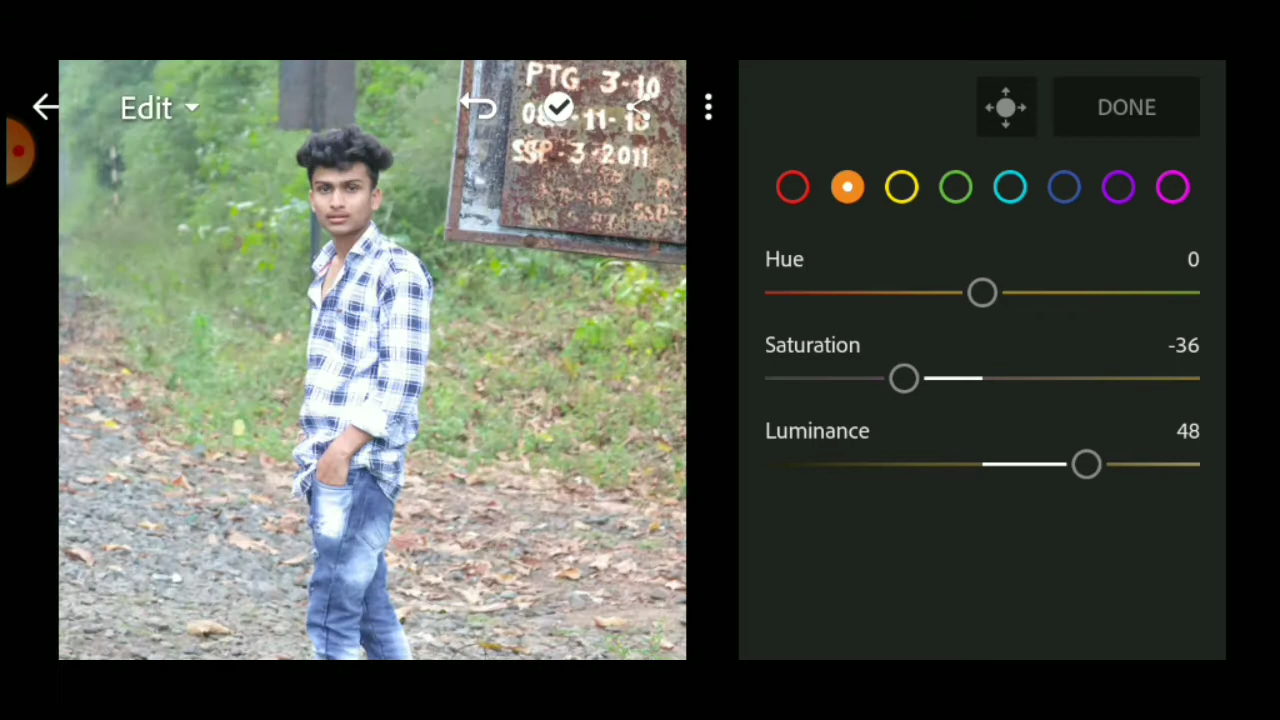 Edit
PTG 3-10
SSP-3-2011
DONE
Hue 0
Saturation -36
Luminance 48